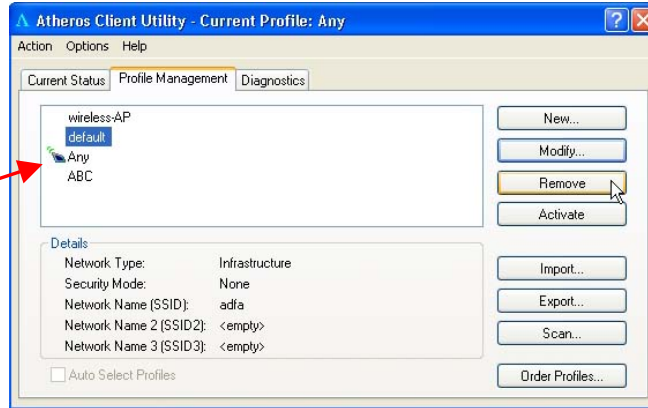 Atheros Client Utility - Current Profile: Any
Action Options Help
Current Status Profile Management Diagnostics
wireless-AP
default
Any
ABC
New...
Modify...
Remove
Activate
Details
Network Type: Infrastructure
Security Mode: None
Network Name (SSID): adfa
Network Name 2 (SSID2): <empty>
Network Name 3 (SSID3): <empty>
Import...
Export...
Scan...
Auto Select Profiles
Order Profiles...